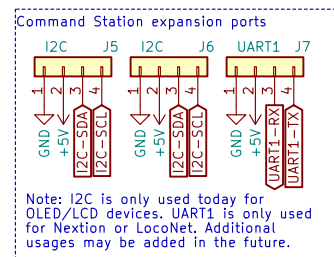 Command Station expansion ports
I2C J5 I2C J6 UART1 J7
1 2 3 4 1 2 3 4 1 2 3 4
GND +5V I2C-SDA I2C-SCL GND +5V I2C-SDA I2C-SCL GND +5V UART1-RX UART1-TX
Note: I2C is only used today for
OLED/LCD devices. UART1 is only used
for Nextion or LocoNet. Additional
usages may be added in the future.